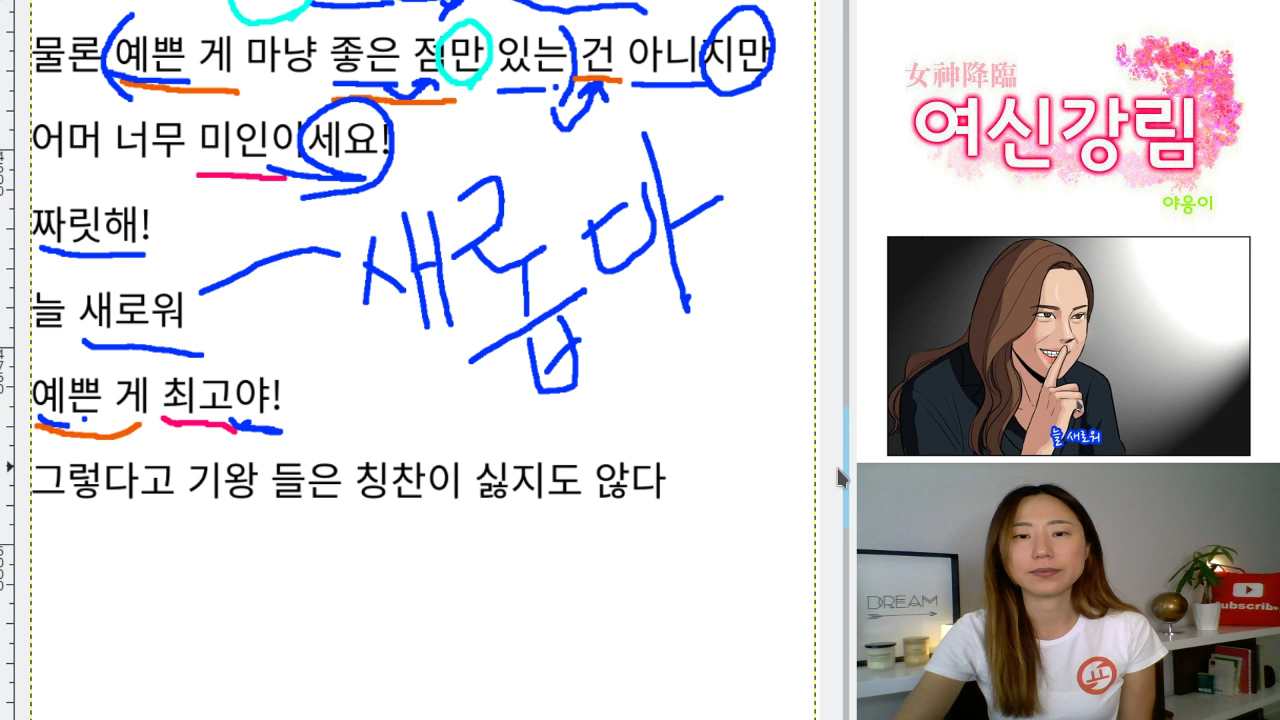 물론 예쁜 게 마냥 좋은 점만 있는 건 아니지만
어머 너무 미인이세요!
짜릿해!
늘 새로워
새롭다
예쁜 게 최고야!
그렇다고 기왕 들은 칭찬이 싫지도 않다
女神降臨
여신강림
야옹이
늘 새로워
DREAM
Subscribe